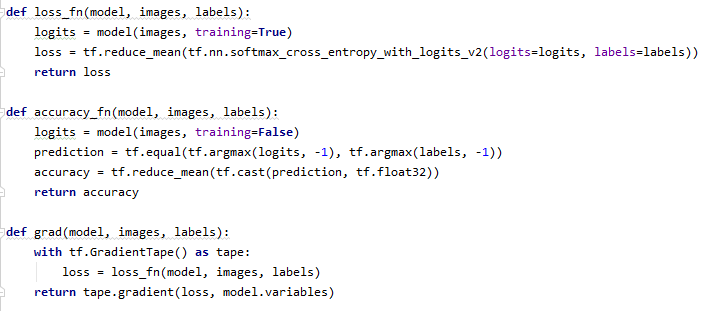 def loss_fn(model, images, labels):
    logits = model(images, training=True)
    loss = tf.reduce_mean(tf.nn.softmax_cross_entropy_with_logits_v2(logits=logits, labels=labels))
    return loss

def accuracy_fn(model, images, labels):
    logits = model(images, training=False)
    prediction = tf.equal(tf.argmax(logits, -1), tf.argmax(labels, -1))
    accuracy = tf.reduce_mean(tf.cast(prediction, tf.float32))
    return accuracy

def grad(model, images, labels):
    with tf.GradientTape() as tape:
        loss = loss_fn(model, images, labels)
    return tape.gradient(loss, model.variables)